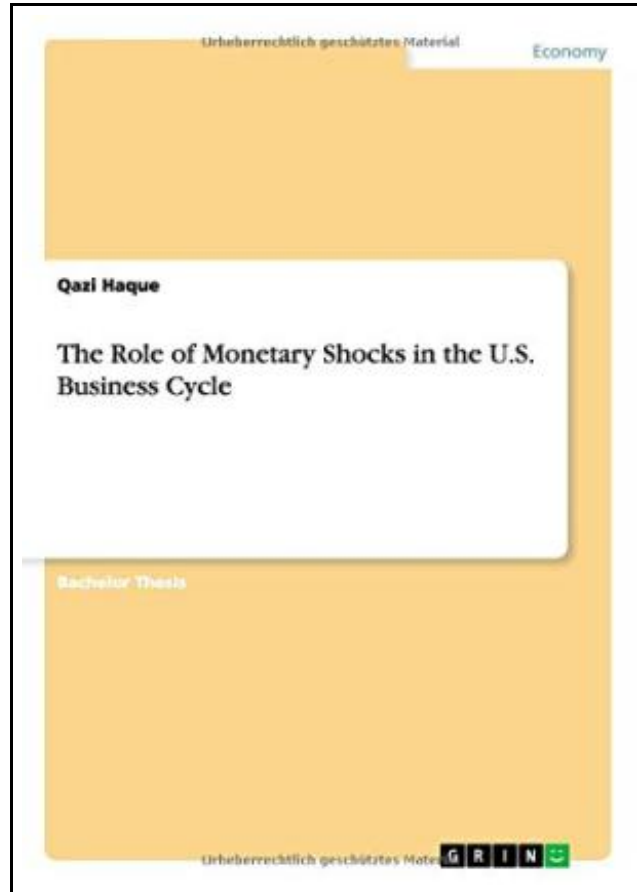 Urheberrechtlich geschütztes Material
Economy
Qazi Haque
The Role of Monetary Shocks in the U.S.
Business Cycle
Bachelor Thesis
Urheberrechtlich geschütztes Mate
GRIN